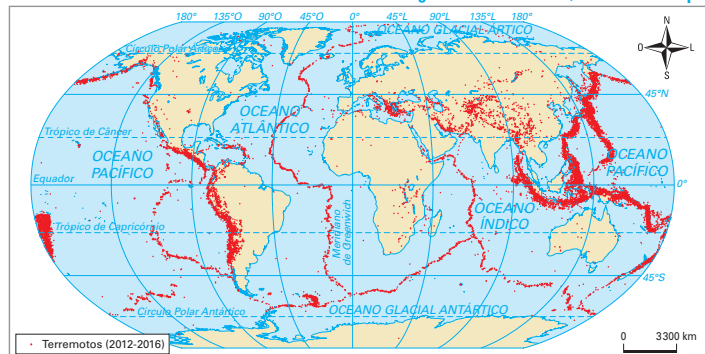 180° 135°O 90°O 45°O 0° 45°L 90°L 135°L 180°
OCEANO GLACIAL ÁRTICO
Círculo Polar Ártico
N
O L
S
45°N
OCEANO
ATLÂNTICO
Trópico de Câncer
OCEANO
PACÍFICO
OCEANO
PACÍFICO
Equador
0°
OCEANO
ÍNDICO
Meridiano
de Greenwich
Trópico de Capricórnio
45°S
Círculo Polar Antártico
OCEANO GLACIAL ANTÁRTICO
Terremotos (2012-2016)
0 3 300 km